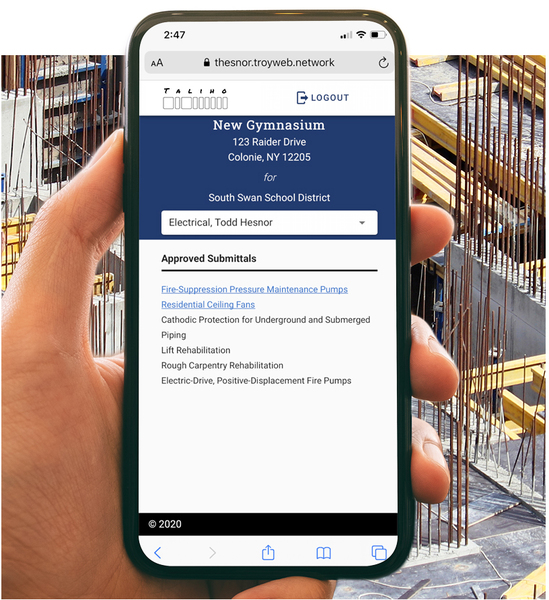 2:47
AA thesnor.troyweb.network
TALIHO
LOGOUT
New Gymnasium
123 Raider Drive
Colonie, NY 12205
for
South Swan School District
Electrical, Todd Hesnor
Approved Submittals
Fire-Suppression Pressure Maintenance Pumps
Residential Ceiling Fans
Cathodic Protection for Underground and Submerged
Piping
Lift Rehabilitation
Rough Carpentry Rehabilitation
Electric-Drive, Positive-Displacement Fire Pumps
© 2020